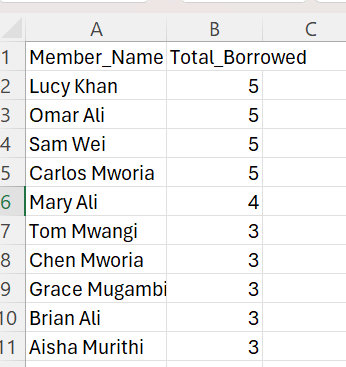 A B C
1 Member_Name Total_Borrowed
2 Lucy Khan 5
3 Omar Ali 5
4 Sam Wei 5
5 Carlos Mworia 5
6 Mary Ali 4
7 Tom Mwangi 3
8 Chen Mworia 3
9 Grace Mugambi 3
10 Brian Ali 3
11 Aisha Murithi 3